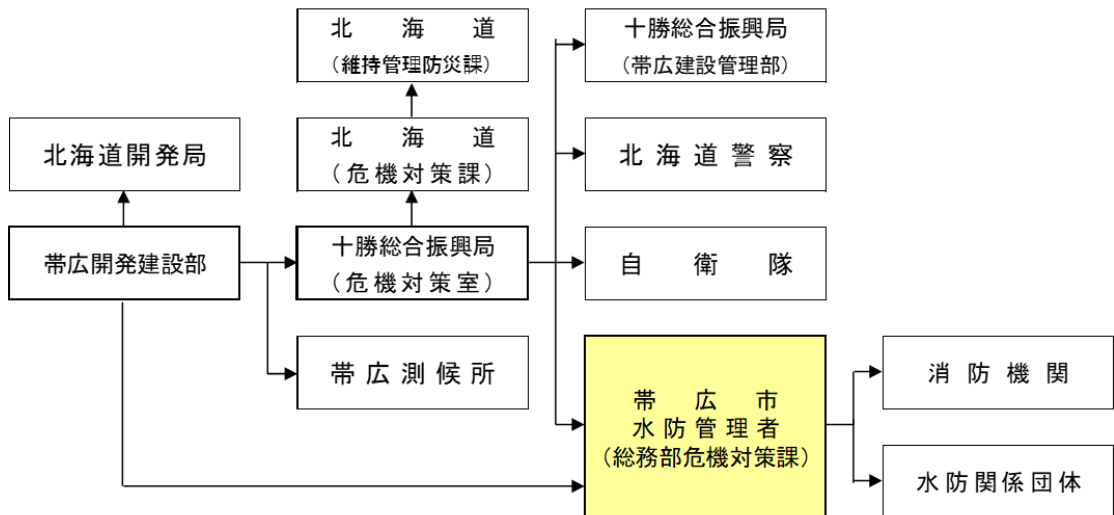 北海道
(維持管理防災課)
十勝総合振興局
(帯広建設管理部)
北海道開発局
北海道
(危機対策課)
北海道警察
帯広開発建設部
十勝総合振興局
(危機対策室)
自衛隊
帯広測候所
帯広市
水防管理者
(総務部危機対策課)
消防機関
水防関係団体